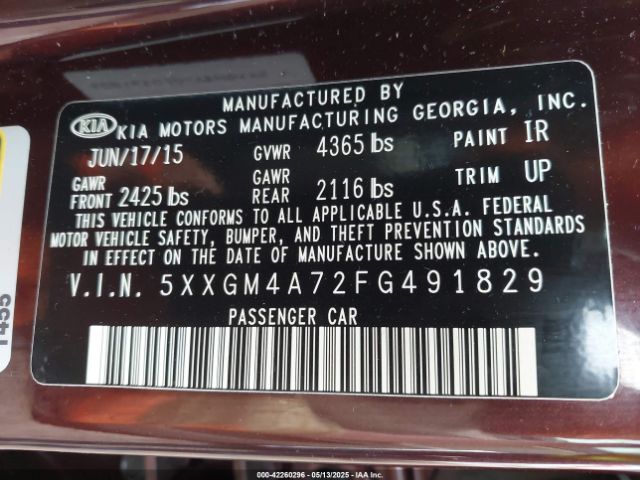 MANUFACTURED BY
KIA KIA MOTORS MANUFACTURING GEORGIA, INC.
JUN/17/15 GVWR 4365 lbs PAINT IR
GAWR FRONT 2425 lbs GAWR REAR 2116 lbs TRIM UP
THIS VEHICLE CONFORMS TO ALL APPLICABLE U.S.A. FEDERAL
MOTOR VEHICLE SAFETY, BUMPER, AND THEFT PREVENTION STANDARDS
IN EFFECT ON THE DATE OF MANUFACTURE SHOWN ABOVE.
V.I.N. 5XXGM4A72FG491829
PASSENGER CAR
1455
000-42260296 - 05/13/2025 - IAAI.COM